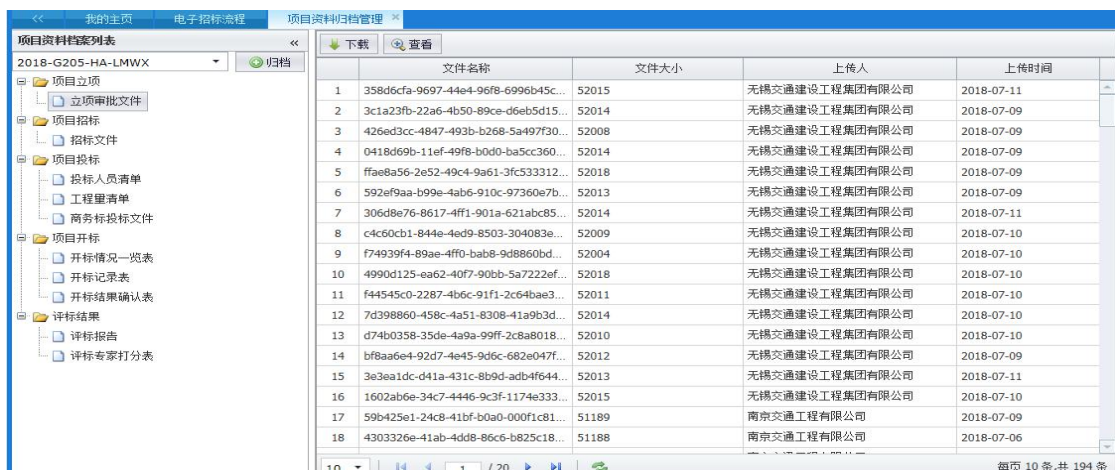 << 我的主页 电子招标流程 项目资料归档管理 ×
项目资料档案列表 «
2018-G205-HA-LMWX 归档
项目立项
立项审批文件
项目招标
招标文件
项目投标
投标人员清单
工程量清单
商务标投标文件
项目开标
开标情况一览表
开标记录表
开标结果确认表
评标结果
评标报告
评标专家打分表
下载 查看
文件名称 文件大小 上传人 上传时间
1 358d6cfa-9697-44e4-96f8-6996b45c... 52015 无锡交通建设工程集团有限公司 2018-07-11
2 3c1a23fb-22a6-4b50-89ce-d6eb5d15... 52014 无锡交通建设工程集团有限公司 2018-07-09
3 426ed3cc-4847-493b-b268-5a497f30... 52008 无锡交通建设工程集团有限公司 2018-07-09
4 0418d69b-11ef-49f8-b0d0-ba5cc360... 52014 无锡交通建设工程集团有限公司 2018-07-09
5 ffae8a56-2e52-49c4-9a61-3fc533312... 52018 无锡交通建设工程集团有限公司 2018-07-09
6 592ef9aa-b99e-4ab6-910c-97360e7b... 52013 无锡交通建设工程集团有限公司 2018-07-09
7 306d8e76-8617-4ff1-901a-621abc85... 52014 无锡交通建设工程集团有限公司 2018-07-11
8 c4c60cb1-844e-4ed9-8503-304083e... 52009 无锡交通建设工程集团有限公司 2018-07-10
9 f74939f4-89ae-4ff0-bab8-9d8860bd... 52004 无锡交通建设工程集团有限公司 2018-07-10
10 4990d125-ea62-40f7-90bb-5a7222ef... 52018 无锡交通建设工程集团有限公司 2018-07-10
11 f44545c0-2287-4b6c-91f1-2c64bae3... 52011 无锡交通建设工程集团有限公司 2018-07-10
12 7d398860-458c-4a51-8308-41a9b3d... 52014 无锡交通建设工程集团有限公司 2018-07-10
13 d74b0358-35de-4a9a-99ff-2c8a8018... 52010 无锡交通建设工程集团有限公司 2018-07-10
14 bf8aa6e4-92d7-4e45-9d6c-682e047f... 52012 无锡交通建设工程集团有限公司 2018-07-09
15 3e3ea1dc-d41a-431c-8b9d-adb4f644... 52013 无锡交通建设工程集团有限公司 2018-07-11
16 1602ab6e-34c7-4446-9c3f-1174e333... 52015 无锡交通建设工程集团有限公司 2018-07-10
17 59b425e1-24c8-41bf-b0a0-000f1c81... 51189 南京交通工程有限公司 2018-07-09
18 4303326e-41ab-4dd8-86c6-b825c18... 51188 南京交通工程有限公司 2018-07-06
10 1 / 20 每页 10 条,共 194 条